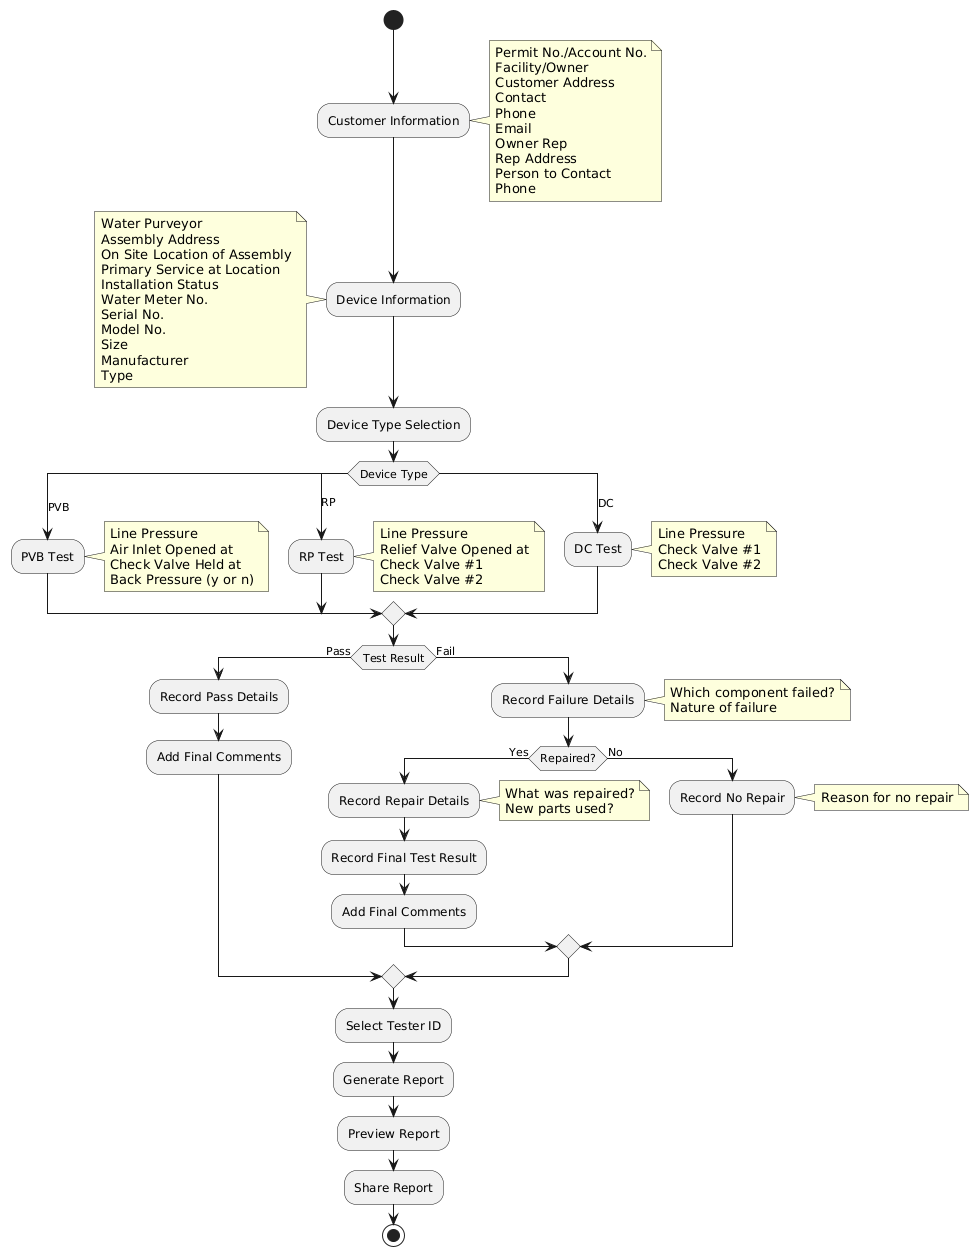 Permit No./Account No.
Facility/Owner
Customer Address
Contact
Phone
Email
Owner Rep
Rep Address
Person to Contact
Phone
Customer Information
Water Purveyor
Assembly Address
On Site Location of Assembly
Primary Service at Location
Installation Status
Water Meter No.
Serial No.
Model No.
Size
Manufacturer
Type
Device Information
Device Type Selection
Device Type
PVB
RP
DC
PVB Test
Line Pressure
Air Inlet Opened at
Check Valve Held at
Back Pressure (y or n)
RP Test
Line Pressure
Relief Valve Opened at
Check Valve #1
Check Valve #2
DC Test
Line Pressure
Check Valve #1
Check Valve #2
Pass
Test Result
Fail
Record Pass Details
Add Final Comments
Record Failure Details
Which component failed?
Nature of failure
Yes
Repaired?
No
Record Repair Details
What was repaired?
New parts used?
Record No Repair
Reason for no repair
Record Final Test Result
Add Final Comments
Select Tester ID
Generate Report
Preview Report
Share Report